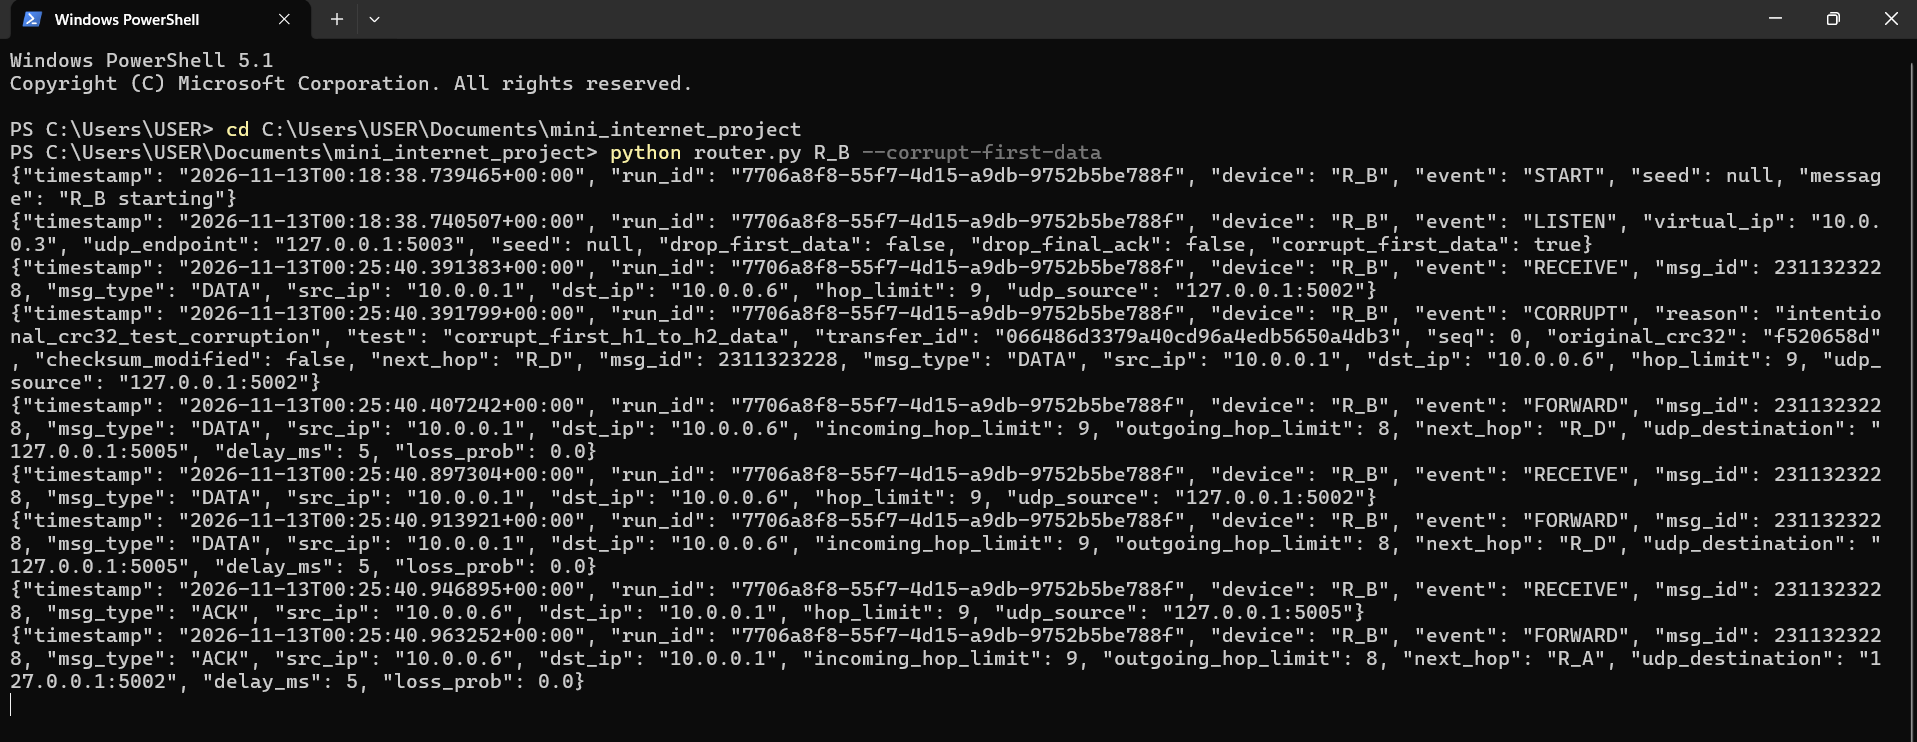 Windows PowerShell
Windows PowerShell 5.1
Copyright (C) Microsoft Corporation. All rights reserved.
PS C:\Users\USER> cd C:\Users\USER\Documents\mini_internet_project
PS C:\Users\USER\Documents\mini_internet_project> python router.py R_B --corrupt-first-data
{"timestamp": "2026-11-13T00:18:38.739465+00:00", "run_id": "7706a8f8-55f7-4d15-a9db-9752b5be788f", "device": "R_B", "event": "START", "seed": null, "messag
e": "R_B starting"}
{"timestamp": "2026-11-13T00:18:38.740507+00:00", "run_id": "7706a8f8-55f7-4d15-a9db-9752b5be788f", "device": "R_B", "event": "LISTEN", "virtual_ip": "10.0.
0.3", "udp_endpoint": "127.0.0.1:5003", "seed": null, "drop_first_data": false, "drop_final_ack": false, "corrupt_first_data": true}
{"timestamp": "2026-11-13T00:25:40.391383+00:00", "run_id": "7706a8f8-55f7-4d15-a9db-9752b5be788f", "device": "R_B", "event": "RECEIVE", "msg_id": 231132322
8, "msg_type": "DATA", "src_ip": "10.0.0.1", "dst_ip": "10.0.0.6", "hop_limit": 9, "udp_source": "127.0.0.1:5002"}
{"timestamp": "2026-11-13T00:25:40.391799+00:00", "run_id": "7706a8f8-55f7-4d15-a9db-9752b5be788f", "device": "R_B", "event": "CORRUPT", "reason": "intentio
nal_crc32_test_corruption", "test": "corrupt_first_h1_to_h2_data", "transfer_id": "066486d3379a40cd96a4edb5650a4db3", "seq": 0, "original_crc32": "f520658d"
, "checksum_modified": false, "next_hop": "R_D", "msg_id": 2311323228, "msg_type": "DATA", "src_ip": "10.0.0.1", "dst_ip": "10.0.0.6", "hop_limit": 9, "udp_
source": "127.0.0.1:5002"}
{"timestamp": "2026-11-13T00:25:40.407242+00:00", "run_id": "7706a8f8-55f7-4d15-a9db-9752b5be788f", "device": "R_B", "event": "FORWARD", "msg_id": 231132322
8, "msg_type": "DATA", "src_ip": "10.0.0.1", "dst_ip": "10.0.0.6", "incoming_hop_limit": 9, "outgoing_hop_limit": 8, "next_hop": "R_D", "udp_destination": "
127.0.0.1:5005", "delay_ms": 5, "loss_prob": 0.0}
{"timestamp": "2026-11-13T00:25:40.897304+00:00", "run_id": "7706a8f8-55f7-4d15-a9db-9752b5be788f", "device": "R_B", "event": "RECEIVE", "msg_id": 231132322
8, "msg_type": "DATA", "src_ip": "10.0.0.1", "dst_ip": "10.0.0.6", "hop_limit": 9, "udp_source": "127.0.0.1:5002"}
{"timestamp": "2026-11-13T00:25:40.913921+00:00", "run_id": "7706a8f8-55f7-4d15-a9db-9752b5be788f", "device": "R_B", "event": "FORWARD", "msg_id": 231132322
8, "msg_type": "DATA", "src_ip": "10.0.0.1", "dst_ip": "10.0.0.6", "incoming_hop_limit": 9, "outgoing_hop_limit": 8, "next_hop": "R_D", "udp_destination": "
127.0.0.1:5005", "delay_ms": 5, "loss_prob": 0.0}
{"timestamp": "2026-11-13T00:25:40.946895+00:00", "run_id": "7706a8f8-55f7-4d15-a9db-9752b5be788f", "device": "R_B", "event": "RECEIVE", "msg_id": 231132322
8, "msg_type": "ACK", "src_ip": "10.0.0.6", "dst_ip": "10.0.0.1", "hop_limit": 9, "udp_source": "127.0.0.1:5005"}
{"timestamp": "2026-11-13T00:25:40.963252+00:00", "run_id": "7706a8f8-55f7-4d15-a9db-9752b5be788f", "device": "R_B", "event": "FORWARD", "msg_id": 231132322
8, "msg_type": "ACK", "src_ip": "10.0.0.6", "dst_ip": "10.0.0.1", "incoming_hop_limit": 9, "outgoing_hop_limit": 8, "next_hop": "R_A", "udp_destination": "1
27.0.0.1:5002", "delay_ms": 5, "loss_prob": 0.0}